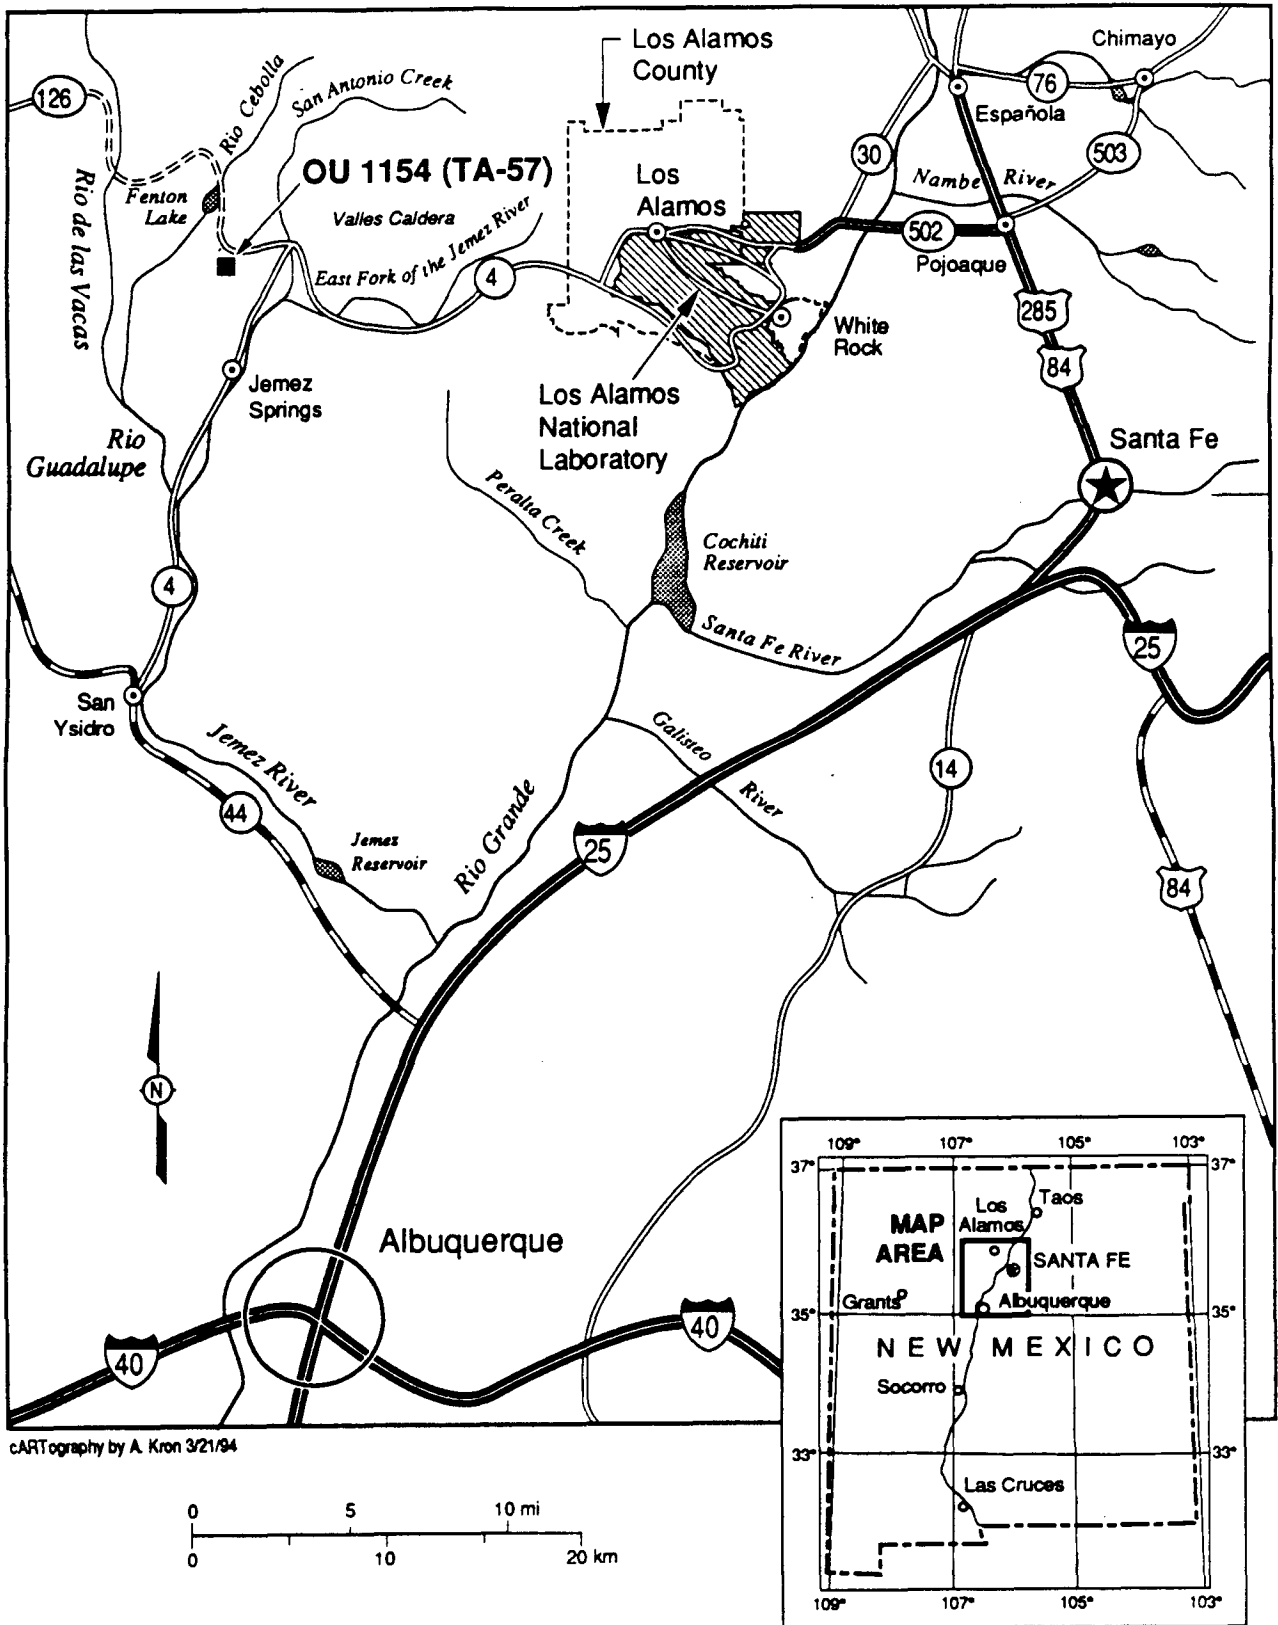 Los Alamos
County
Chimayo
126
Rio Cebolla
San Antonio Creek
76
Española
30
503
OU 1154 (TA-57)
Rio de las Vacas
Fenton
Lake
Valles Caldera
Los
Alamos
Nambe River
502
Pojoaque
East Fork of the Jemez River
4
285
White
Rock
84
Jemez
Springs
Los Alamos
National
Laboratory
Rio
Guadalupe
Santa Fe
Peralta Creek
Cochiti
Reservoir
4
Santa Fe River
25
San
Ysidro
Jemez River
Galisteo
River
14
44
Rio Grande
Jemez
Reservoir
25
84
N
Albuquerque
40
40
109°
107°
105°
103°
37°
37°
Taos
Los
Alamos
MAP
AREA
SANTA FE
Grants
Albuquerque
35°
35°
NEW MEXICO
Socorro
33°
33°
Las Cruces
109°
107°
105°
103°
cARTography by A. Kron 3/21/94
0
5
10 mi
0
10
20 km